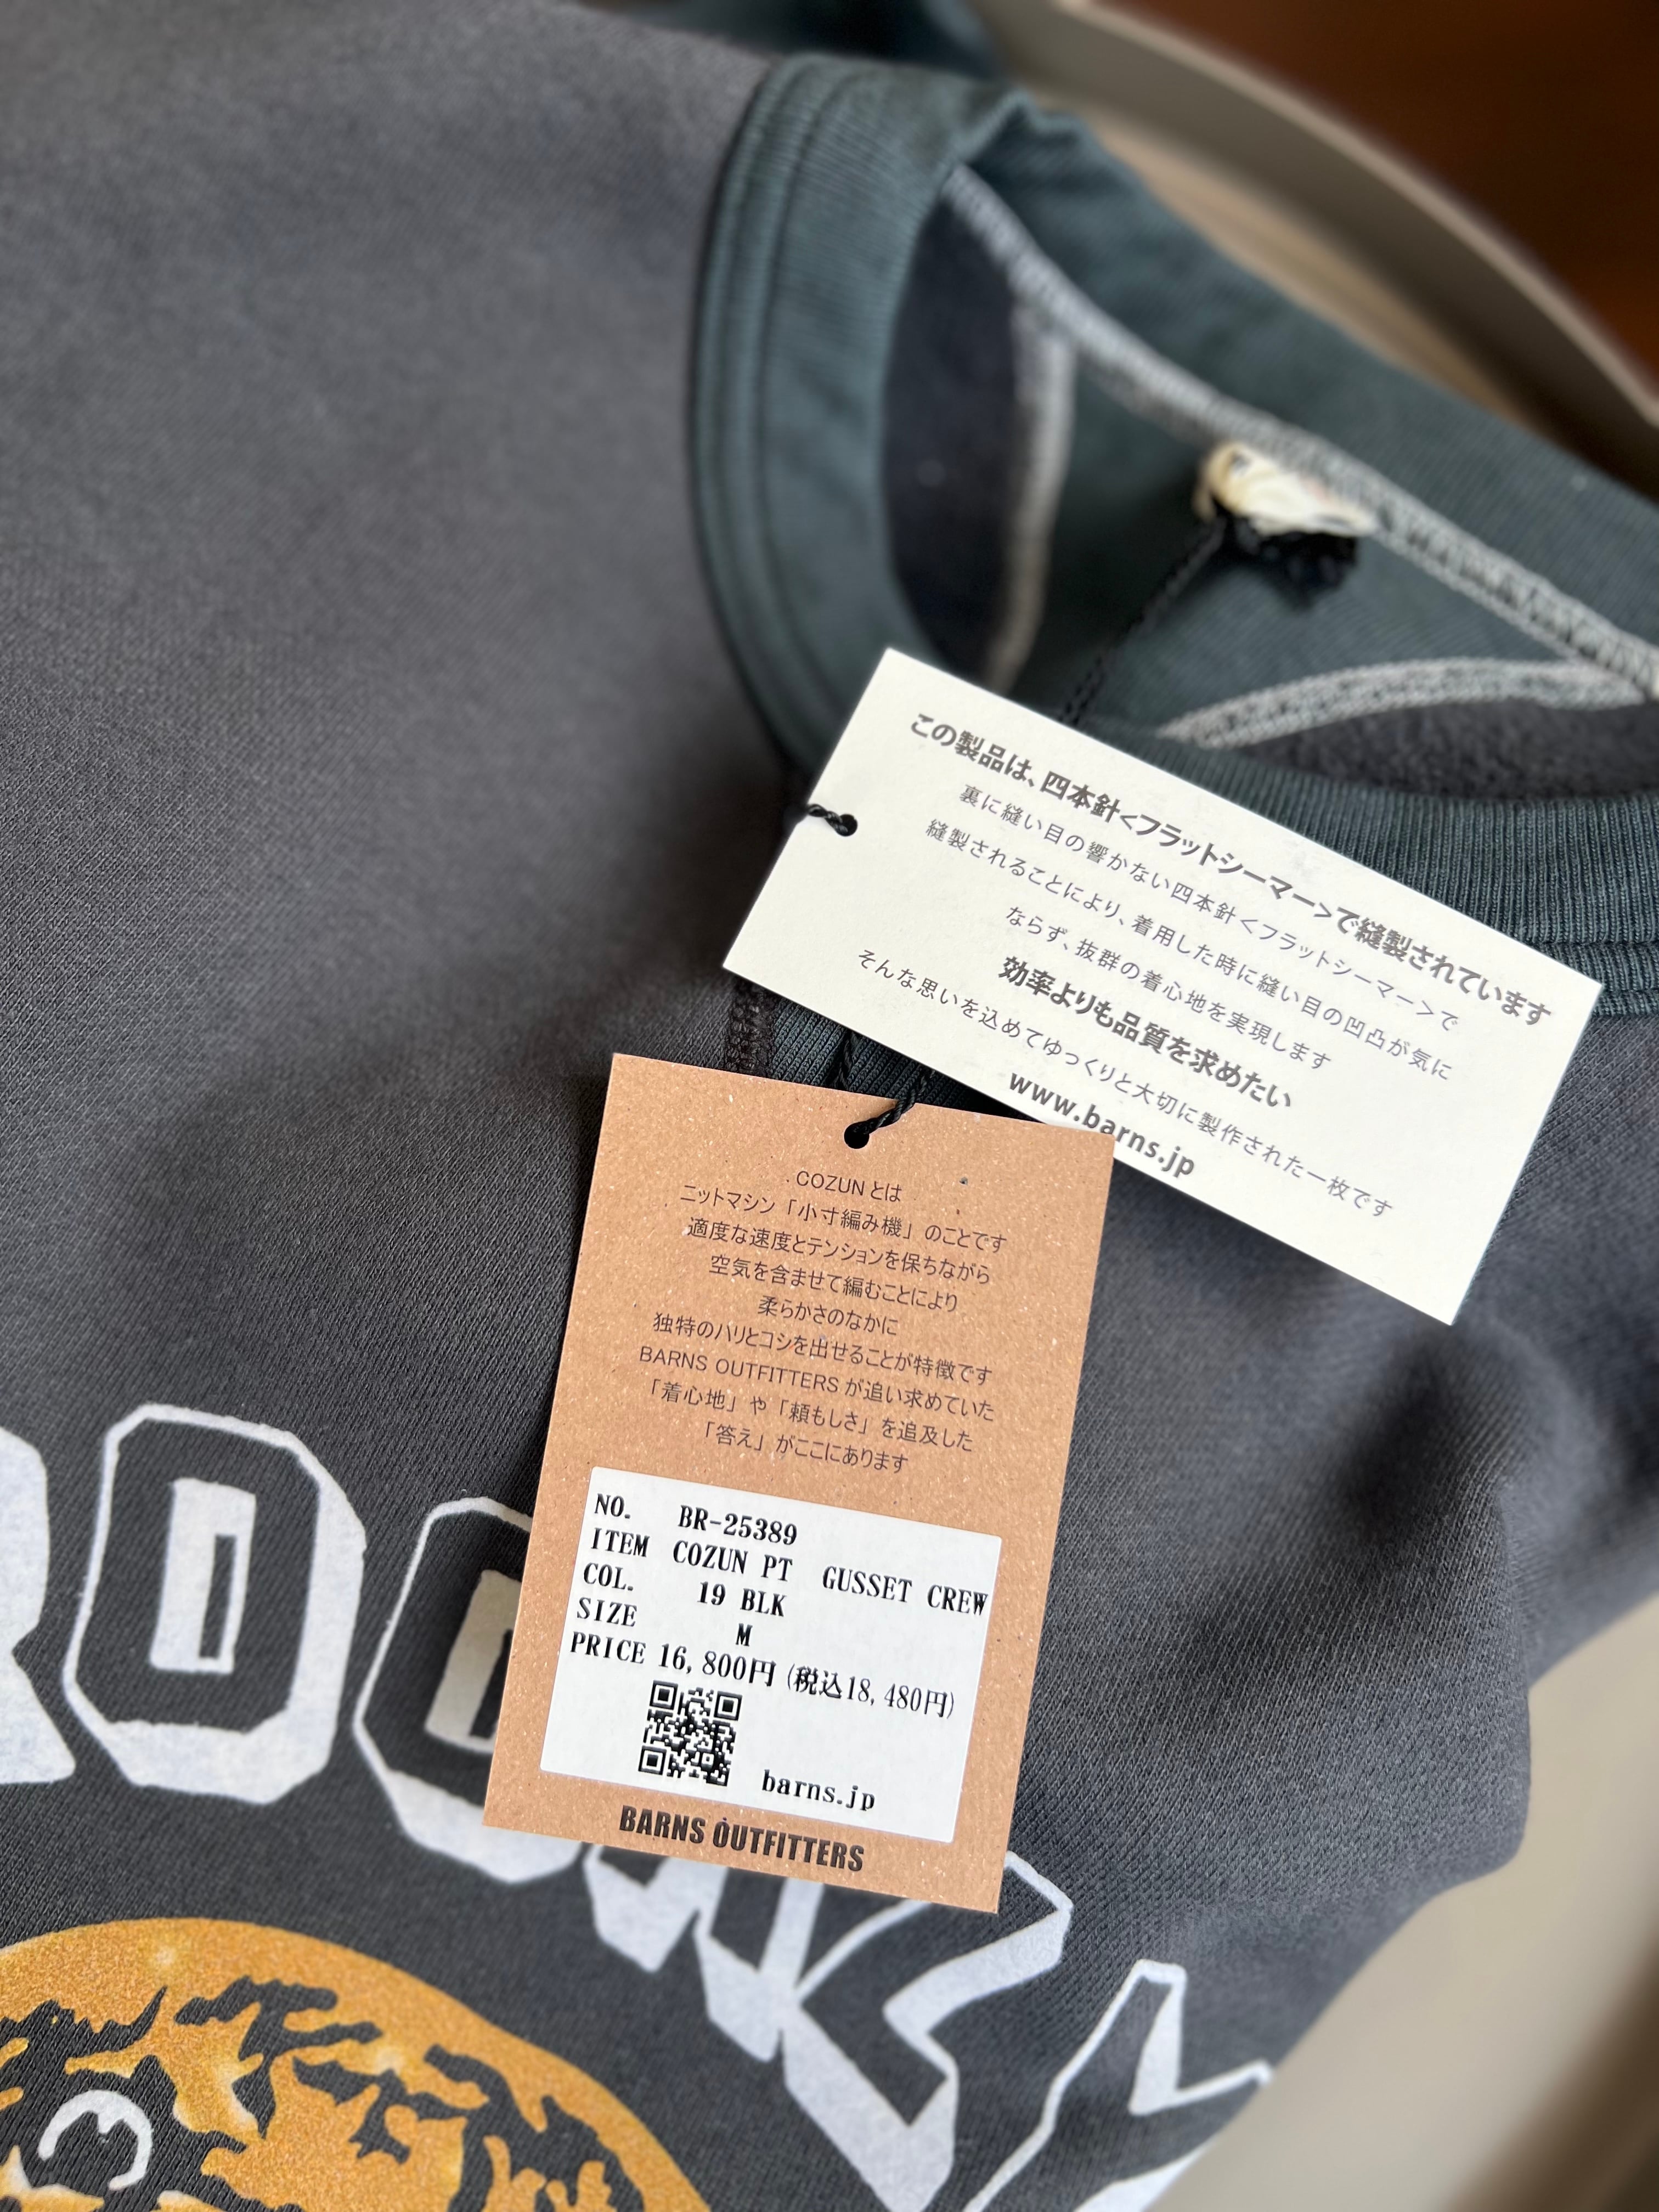 この製品は、四本針<フラットシーマー>で縫製されています
裏に縫い目の響かない四本針<フラットシーマー>で
縫製されることにより、着用した時に縫い目の凹凸が気に
ならず、抜群の着心地を実現します
効率よりも品質を求めたい
そんな思いを込めてゆっくりと大切に製作された一枚です
www.barns.jp
COZUNとは
ニットマシン「小寸編み機」のことです
適度な速度とテンションを保ちながら
空気を含ませて編むことにより
柔らかさのなかに
独特のハリとコシを出せることが特徴です
BARNS OUTFITTERSが追い求めていた
「着心地」や「頼もしさ」を追及した
「答え」がここにあります
NO. BR-25389
ITEM COZUN PT GUSSET CREW
COL. 19 BLK
SIZE M
PRICE 16,800円(税込18,480円)
barns.jp
BARNS OUTFITTERS